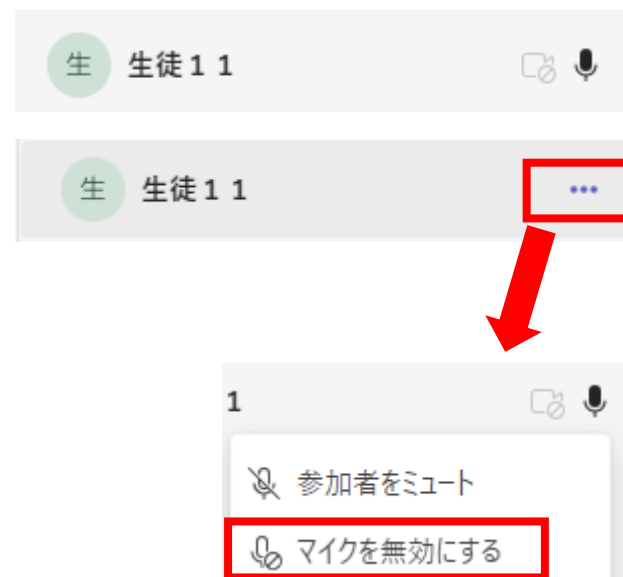 生 生徒１１
生 生徒１１ •••
1
参加者をミュート
マイクを無効にする